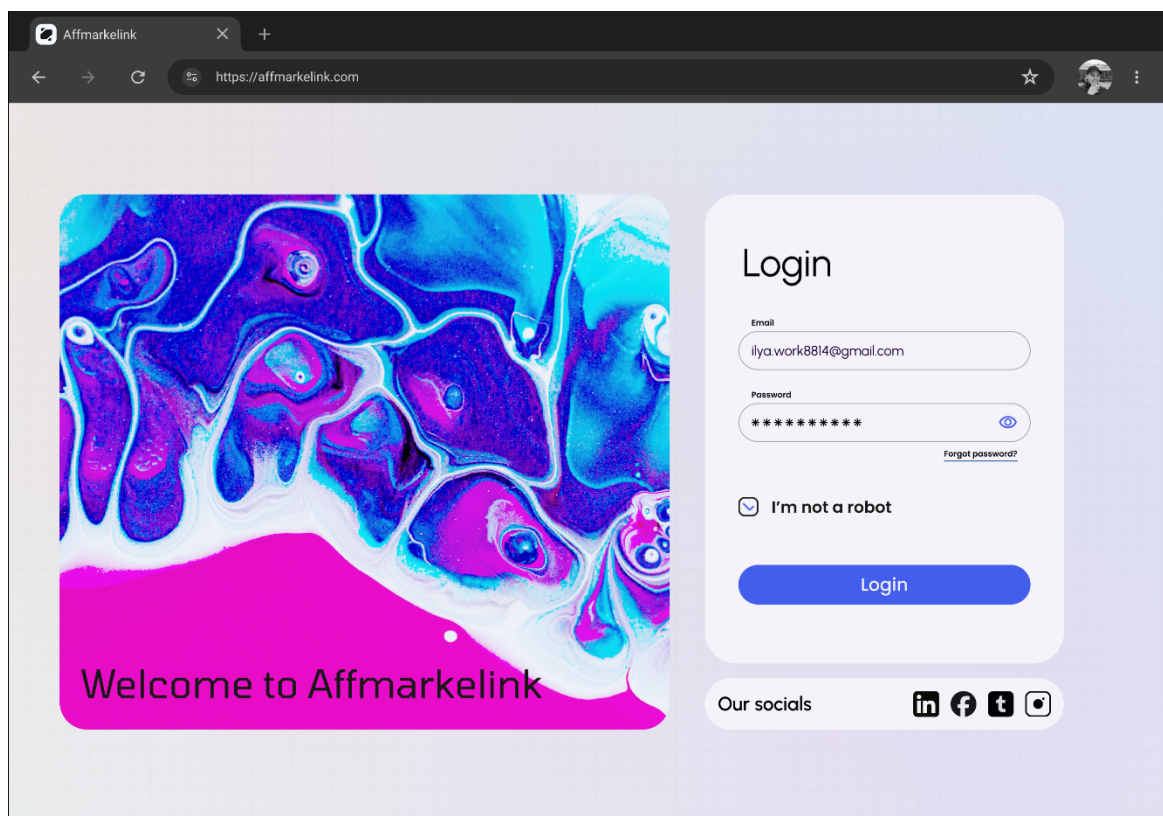 Affmarkelink
https://affmarkelink.com
Login
Email
ilya.work8814@gmail.com
Password
**********
Forgot password?
I'm not a robot
Login
Welcome to Affmarkelink
Our socials